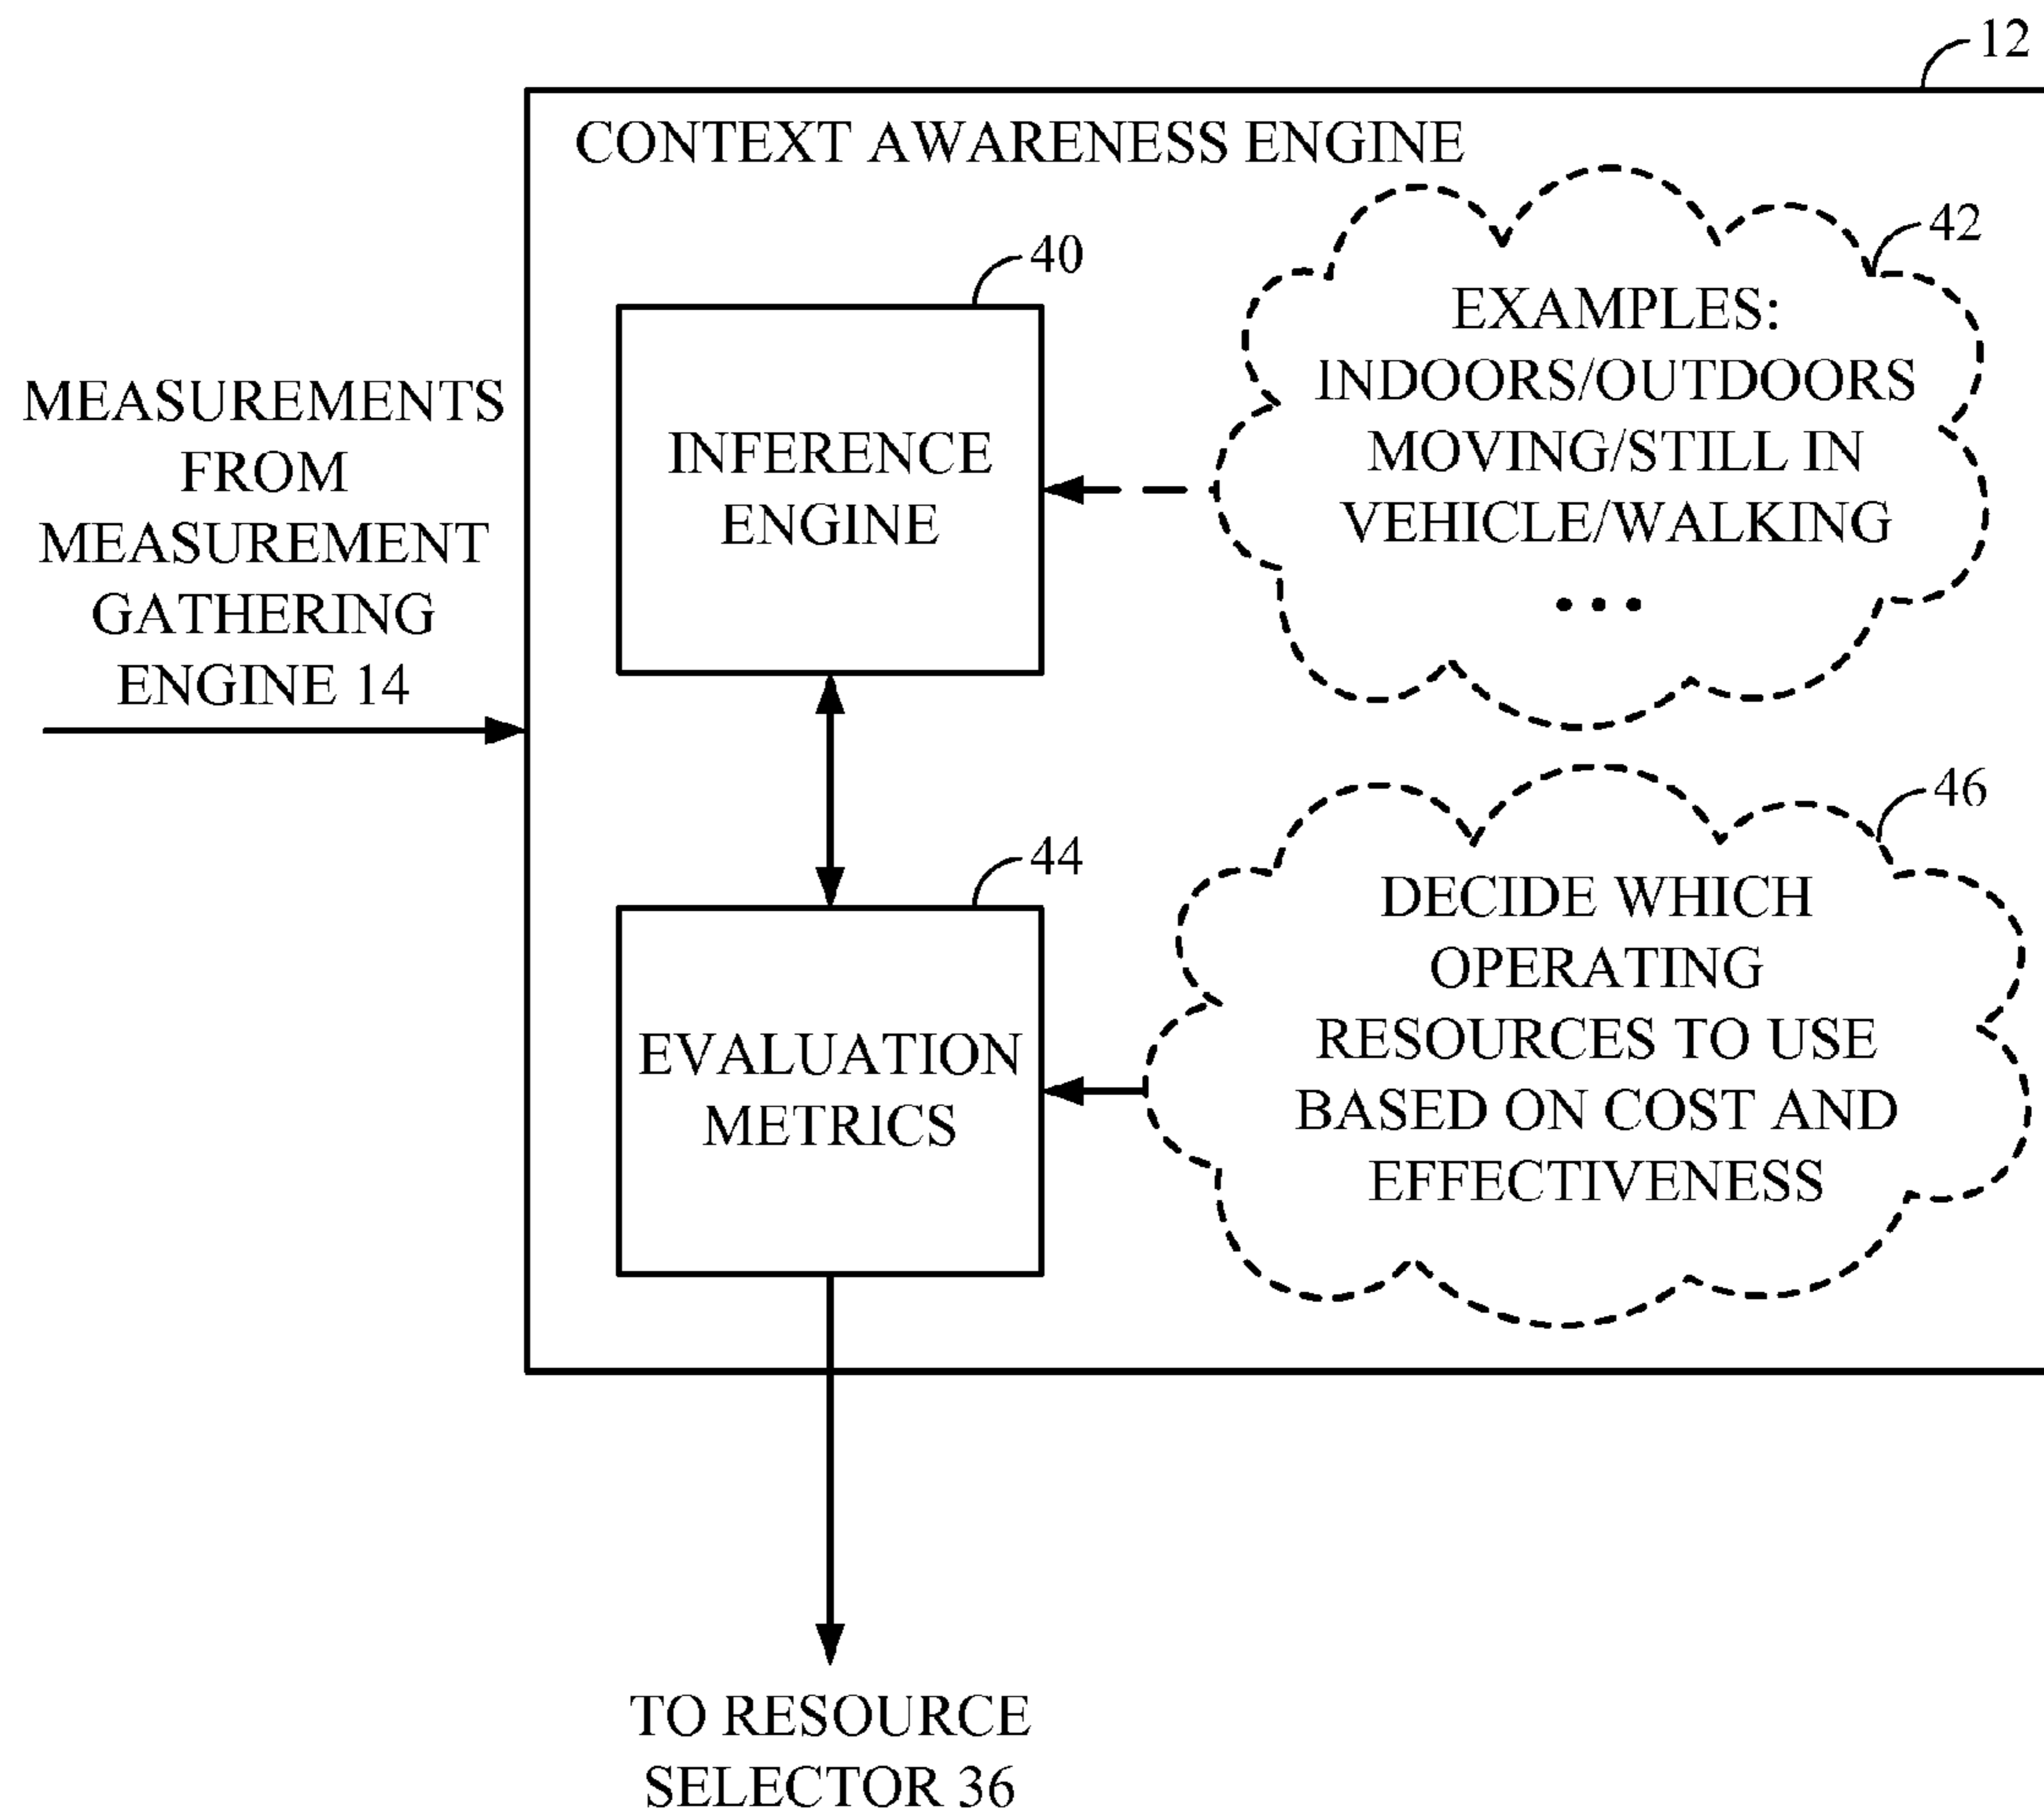 12
CONTEXT AWARENESS ENGINE
42
40
EXAMPLES:
INDOORS/OUTDOORS
MOVING/STILL IN
VEHICLE/WALKING
• • •
INFERENCE
ENGINE
MEASUREMENTS
FROM
MEASUREMENT
GATHERING
ENGINE 14
46
44
DECIDE WHICH
OPERATING
RESOURCES TO USE
BASED ON COST AND
EFFECTIVENESS
EVALUATION
METRICS
TO RESOURCE
SELECTOR 36